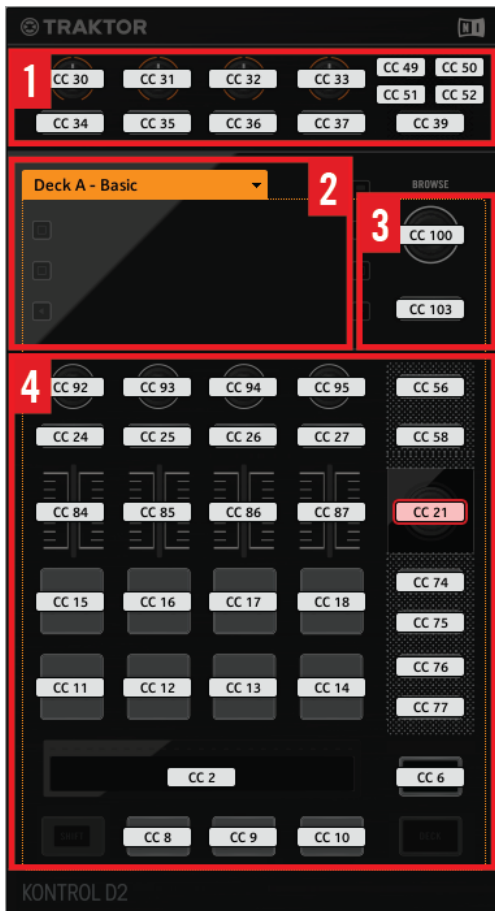 TRAKTOR
1
CC 30 CC 31 CC 32 CC 33 CC 49 CC 50
CC 51 CC 52
CC 34 CC 35 CC 36 CC 37 CC 39
Deck A - Basic
2
BROWSE
3
CC 100
CC 103
4
CC 92 CC 93 CC 94 CC 95 CC 56
CC 24 CC 25 CC 26 CC 27 CC 58
CC 84 CC 85 CC 86 CC 87 CC 21
CC 15 CC 16 CC 17 CC 18 CC 74
CC 75
CC 11 CC 12 CC 13 CC 14 CC 76
CC 77
CC 2 CC 6
SHIFT CC 8 CC 9 CC 10 DECK
KONTROL D2